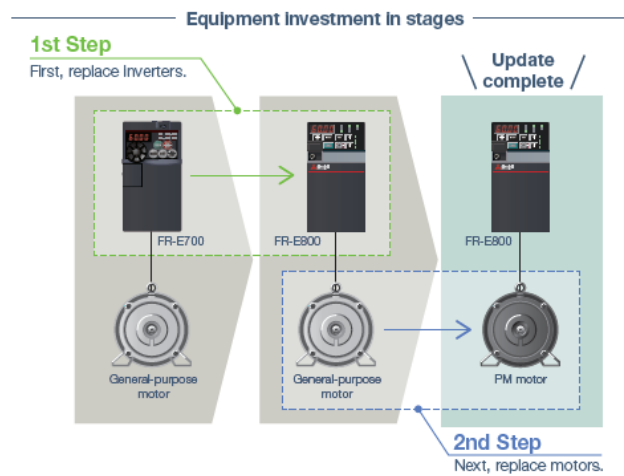 Equipment investment in stages
1st Step
First, replace Inverters.
Update
complete
FR-E700
FR-E800
FR-E800
General-purpose
motor
General-purpose
motor
PM motor
2nd Step
Next, replace motors.